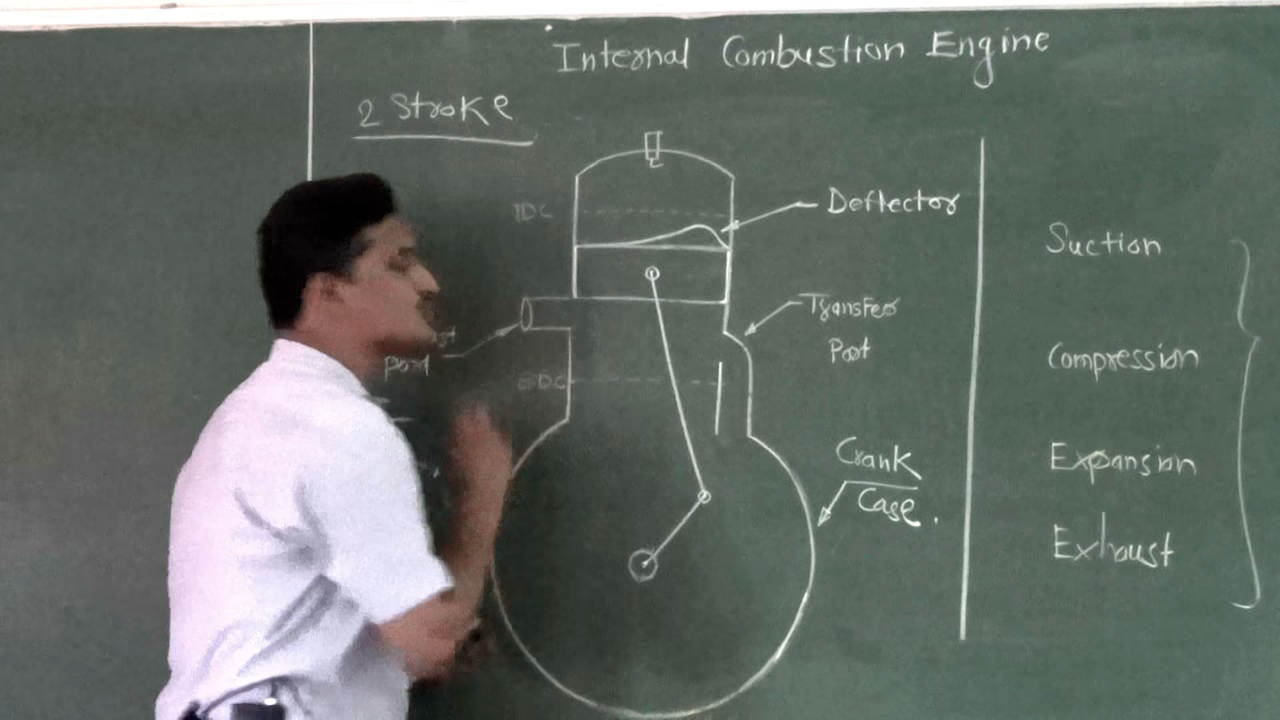 Internal Combustion Engine
2 Stroke
TDC
Deflector
Suction
Transfer
Port
port
Compression
BDC
Crank
Case.
Expansion
Exhaust